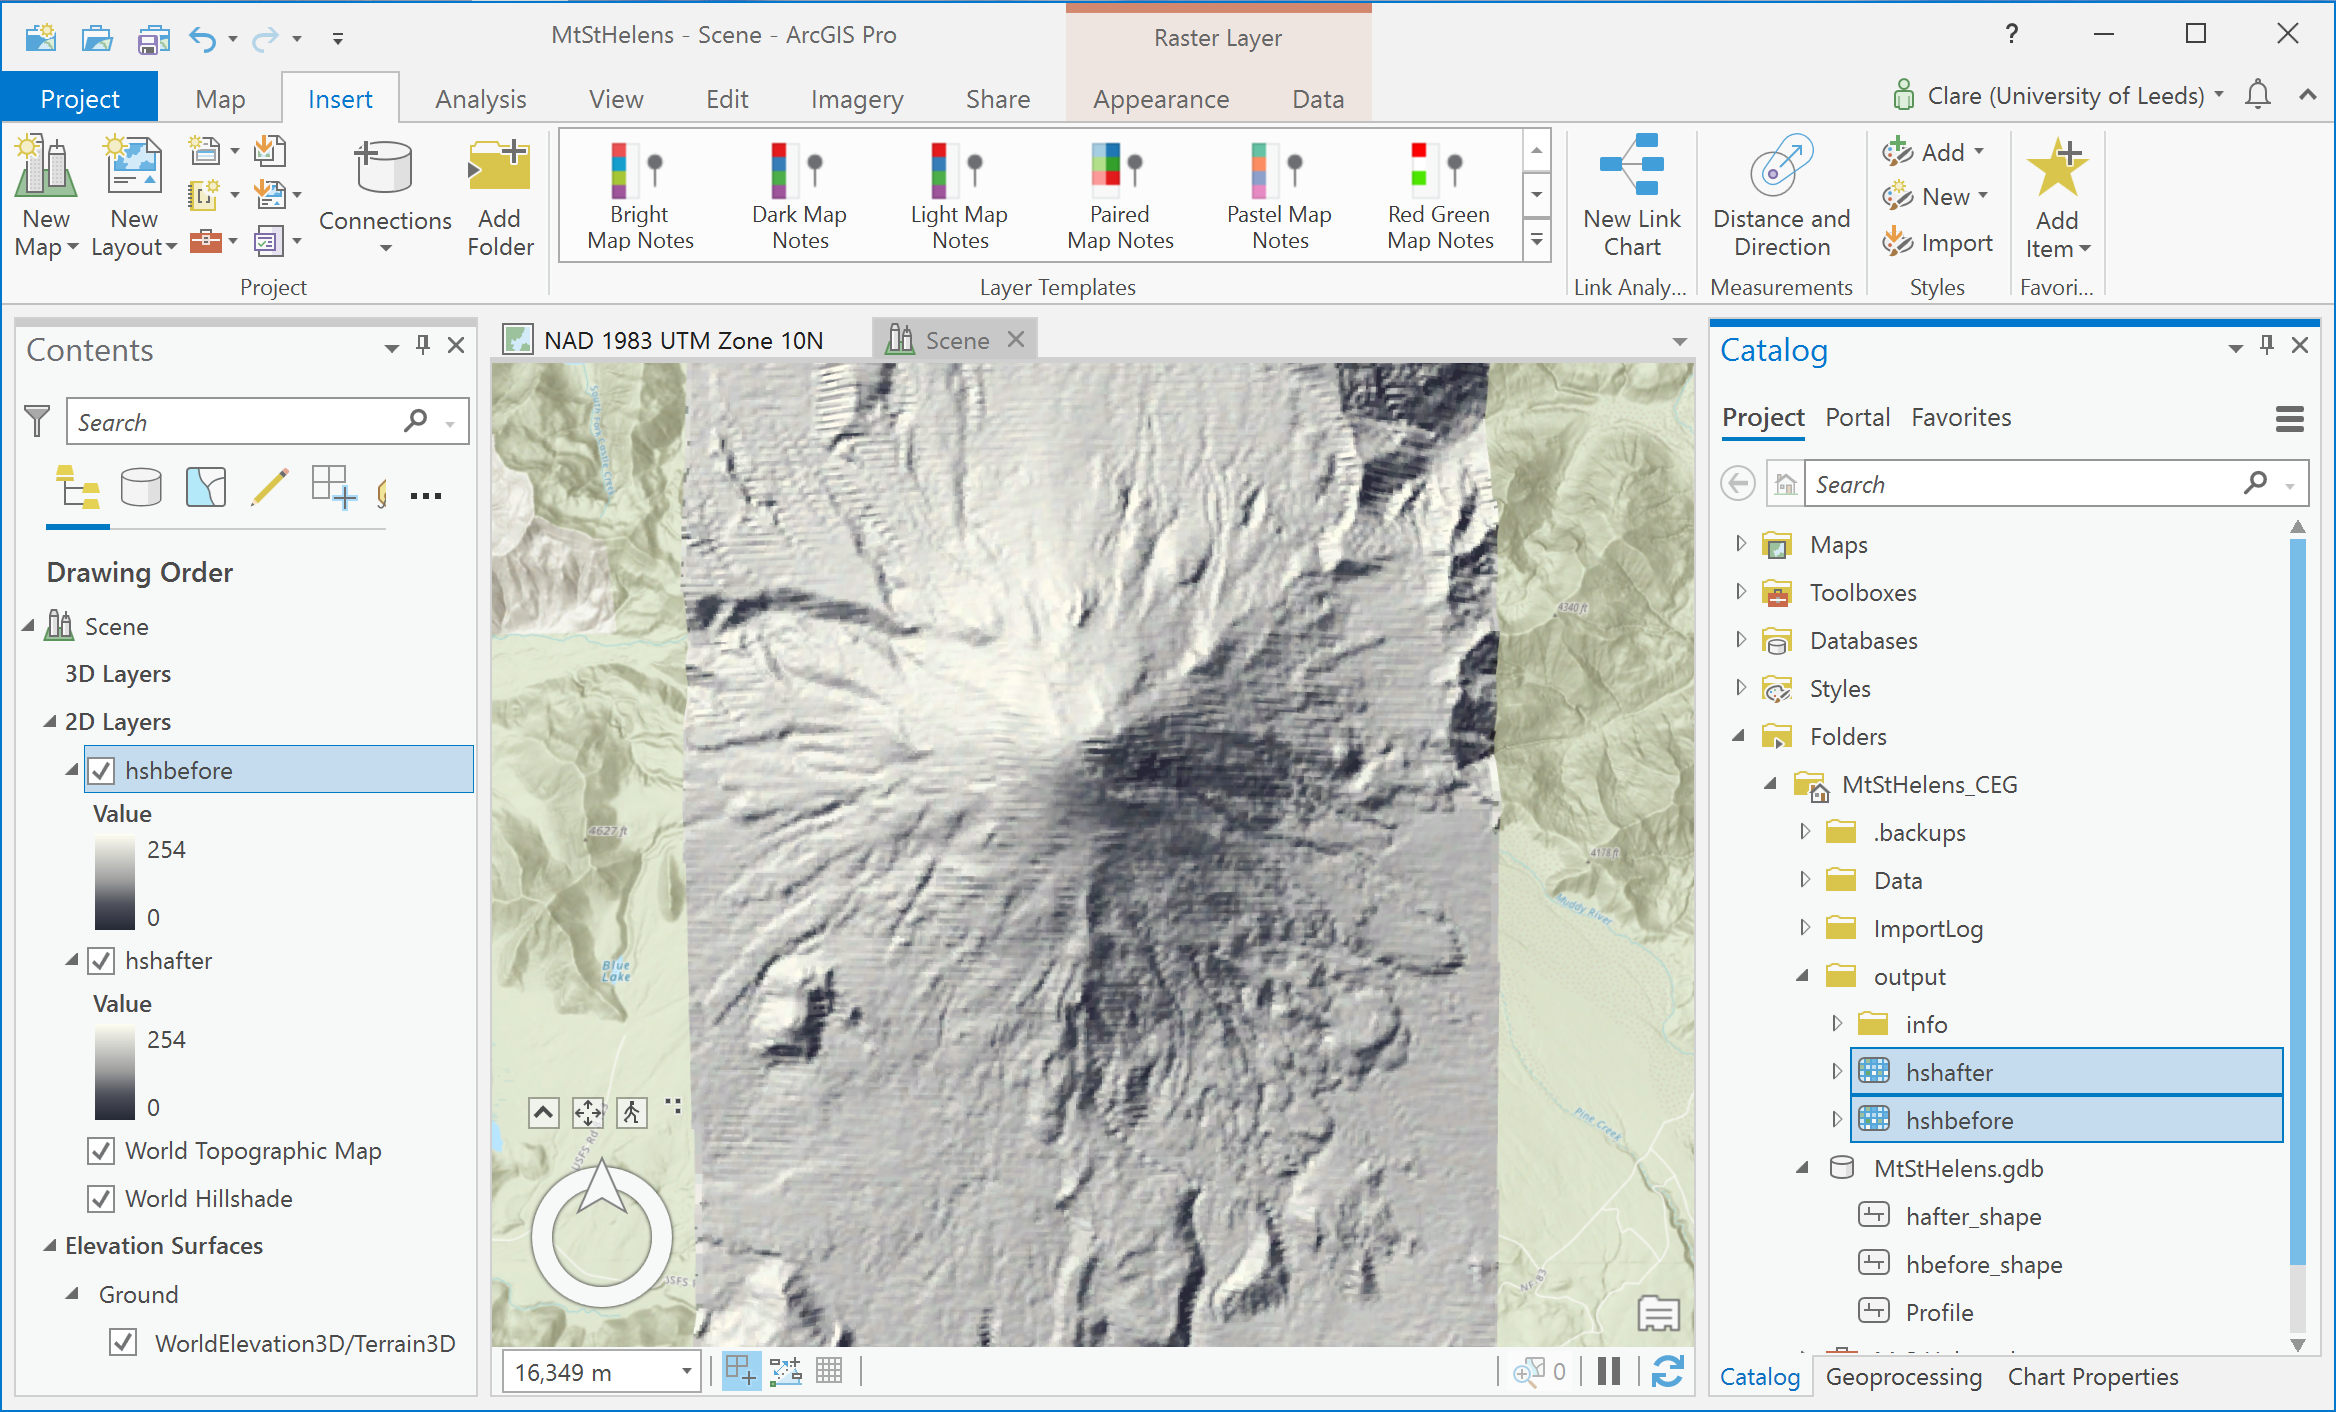 MtStHelens - Scene - ArcGIS Pro
Raster Layer
?
Project
Map
Insert
Analysis
View
Edit
Imagery
Share
Appearance
Data
Clare (University of Leeds)
New
Map
New
Layout
Connections
Add
Folder
Project
Bright
Map Notes
Dark Map
Notes
Light Map
Notes
Paired
Map Notes
Pastel Map
Notes
Red Green
Map Notes
Layer Templates
New Link
Chart
Link Analy...
Distance and
Direction
Measurements
Add
New
Import
Styles
Add
Item
Favori...
Contents
Search
Drawing Order
Scene
3D Layers
2D Layers
hshbefore
Value
254
0
hshafter
Value
254
0
World Topographic Map
World Hillshade
Elevation Surfaces
Ground
WorldElevation3D/Terrain3D
NAD 1983 UTM Zone 10N
Scene
4340 ft
4627 ft
4178 ft
Muddy River
Blue
Lake
Pine Creek
USFS Rd
NF-83
16,349 m
0
Catalog
Project
Portal
Favorites
Search
Maps
Toolboxes
Databases
Styles
Folders
MtStHelens_CEG
.backups
Data
ImportLog
output
info
hshafter
hshbefore
MtStHelens.gdb
hafter_shape
hbefore_shape
Profile
Catalog
Geoprocessing
Chart Properties